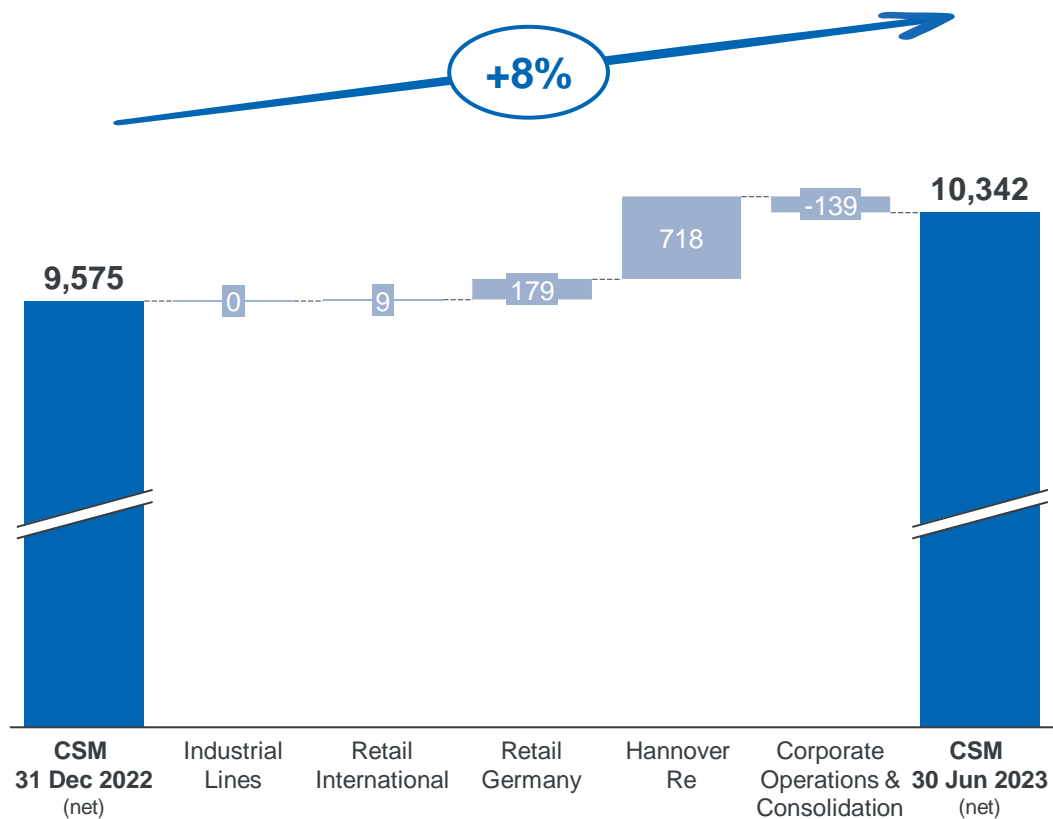 +8%
9,575
0
9
179
718
-139
10,342
CSM
31 Dec 2022
(net)
Industrial
Lines
Retail
International
Retail
Germany
Hannover
Re
Corporate
Operations &
Consolidation
CSM
30 Jun 2023
(net)